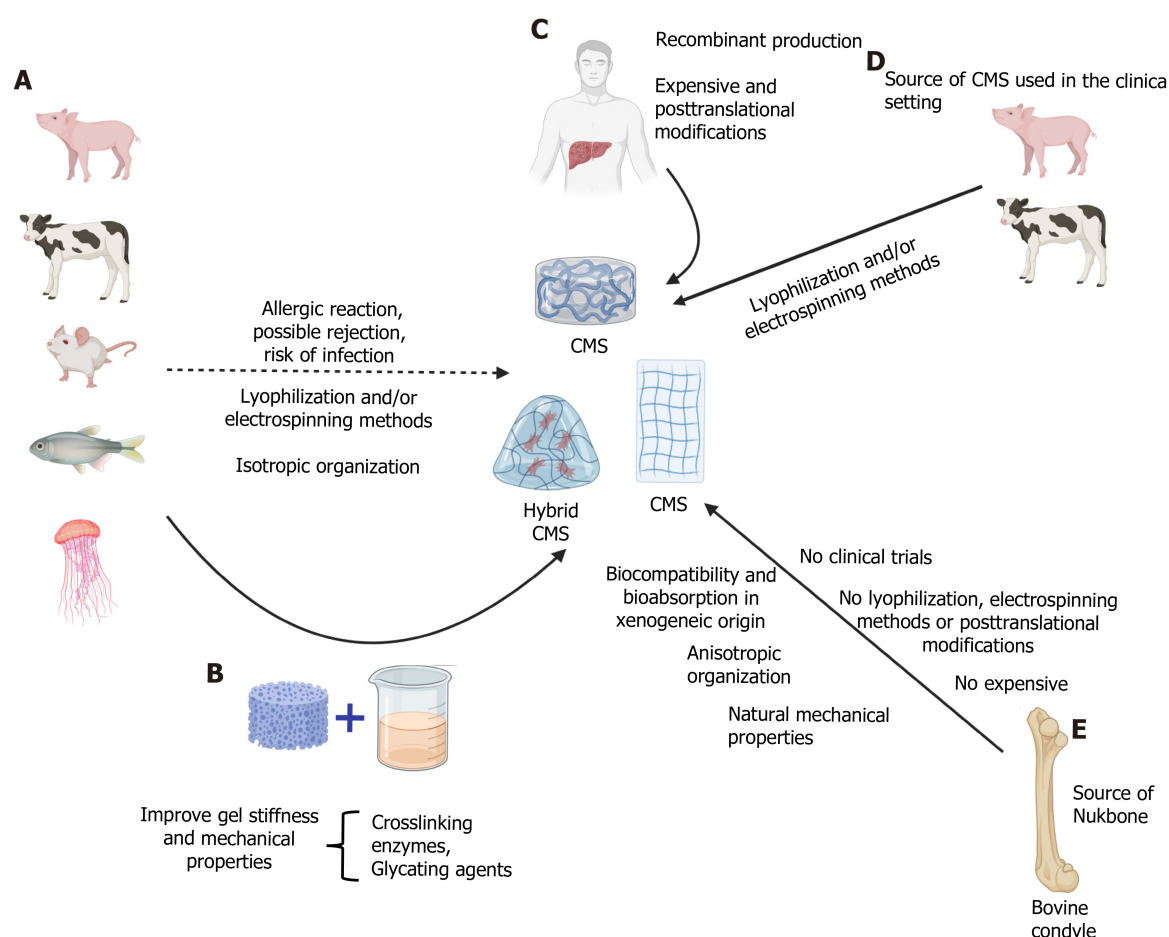 A
C
Recombinant production
Expensive and
posttranslational
modifications
D
Source of CMS used in the clinica
setting
Lyophilization and/or
electrospinning methods
Allergic reaction,
possible rejection,
risk of infection
Lyophilization and/or
electrospinning methods
Isotropic organization
CMS
Hybrid
CMS
CMS
B
Improve gel stiffness
and mechanical
properties
Crosslinking
enzymes,
Glycating agents
No clinical trials
Biocompatibility and
bioabsorption in
xenogeneic origin
No lyophilization, electrospinning
methods or posttranslational
modifications
Anisotropic
organization
No expensive
Natural mechanical
properties
E
Source of
Nukbone
Bovine
condyle